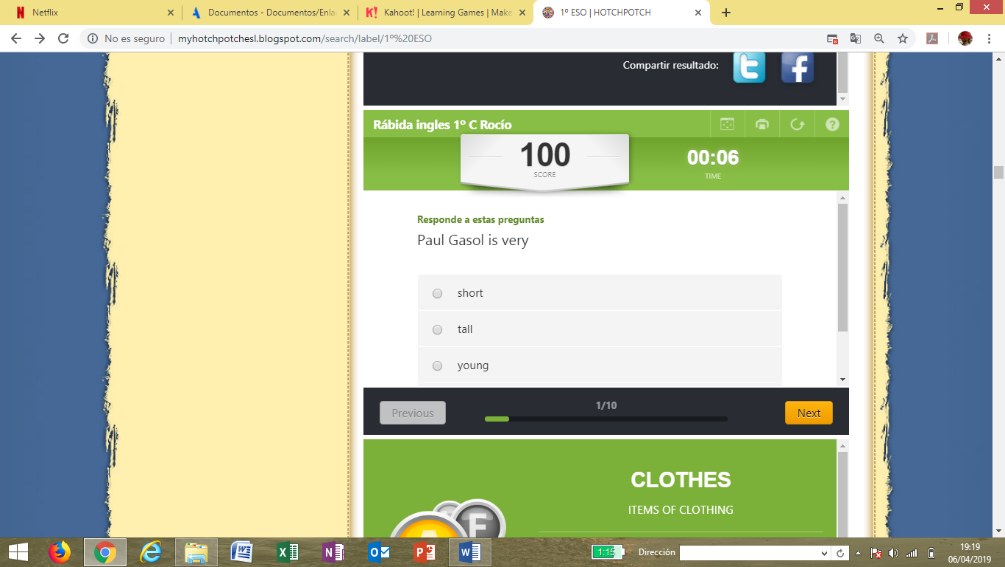 Netflix
Documentos - Documentos/Enla
Kahoot! | Learning Games | Make
1º ESO | HOTCHPOTCH
No es seguro | myhotchpotchesl.blogspot.com/search/label/1º%20ESO
Compartir resultado:
Rábida ingles 1º C Rocío
100
SCORE
00:06
TIME
Responde a estas preguntas
Paul Gasol is very
short
tall
young
Previous
1/10
Next
CLOTHES
ITEMS OF CLOTHING
1:15
Dirección
19:19
06/04/2019